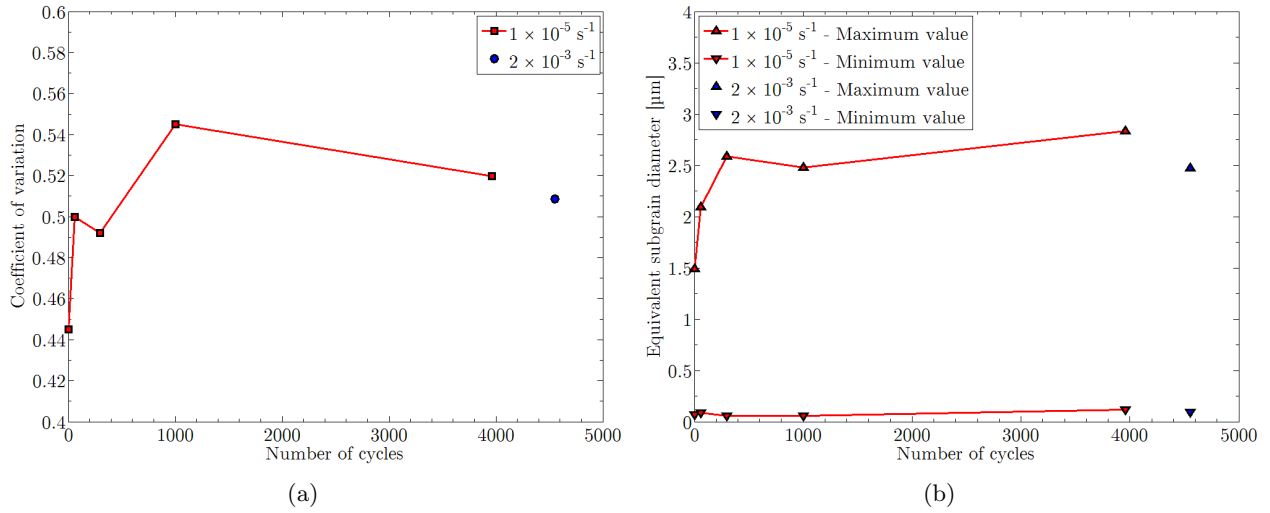 0.6
0.58
0.56
0.54
0.52
0.5
0.48
0.46
0.44
0.42
0.4
Coefficient of variation
1 × 10⁻⁵ s⁻¹
2 × 10⁻³ s⁻¹
0
1000
2000
3000
4000
5000
Number of cycles
(a)
4
3.5
3
2.5
2
1.5
1
0.5
0
Equivalent subgrain diameter [µm]
1 × 10⁻⁵ s⁻¹ - Maximum value
1 × 10⁻⁵ s⁻¹ - Minimum value
2 × 10⁻³ s⁻¹ - Maximum value
2 × 10⁻³ s⁻¹ - Minimum value
0
1000
2000
3000
4000
5000
Number of cycles
(b)